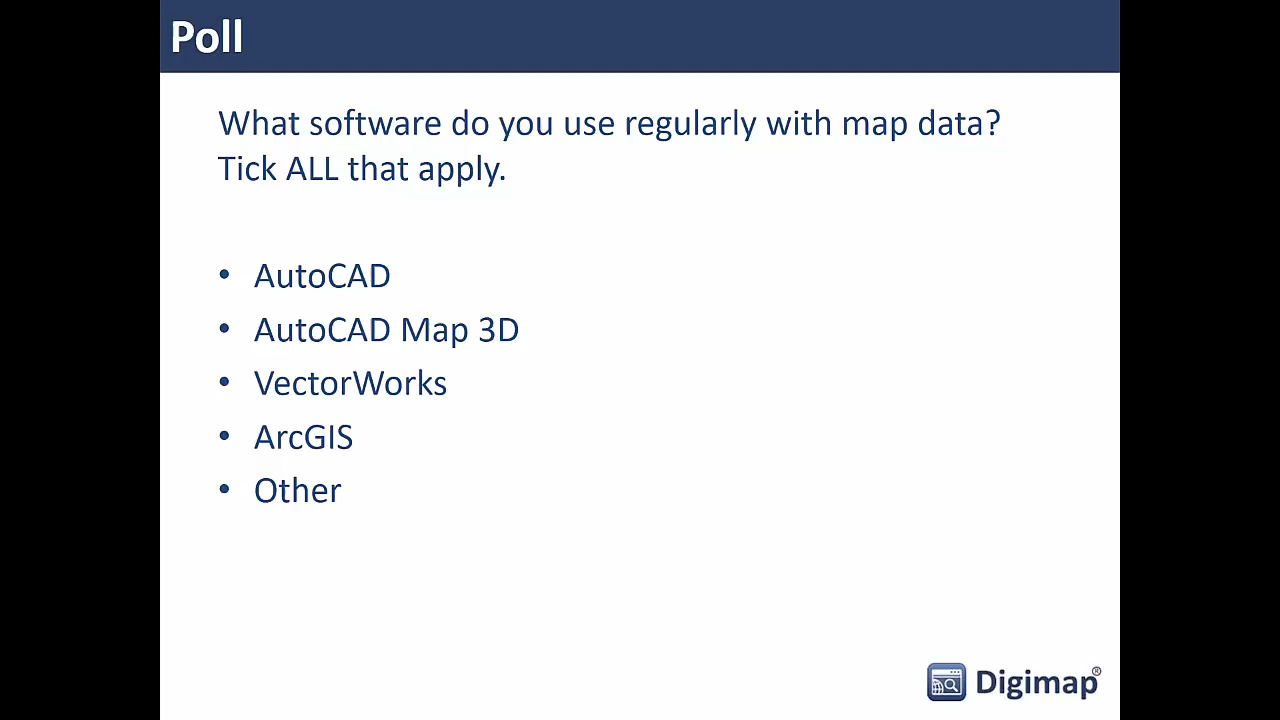 Poll
What software do you use regularly with map data?
Tick ALL that apply.
• AutoCAD
• AutoCAD Map 3D
• VectorWorks
• ArcGIS
• Other
Digimap®